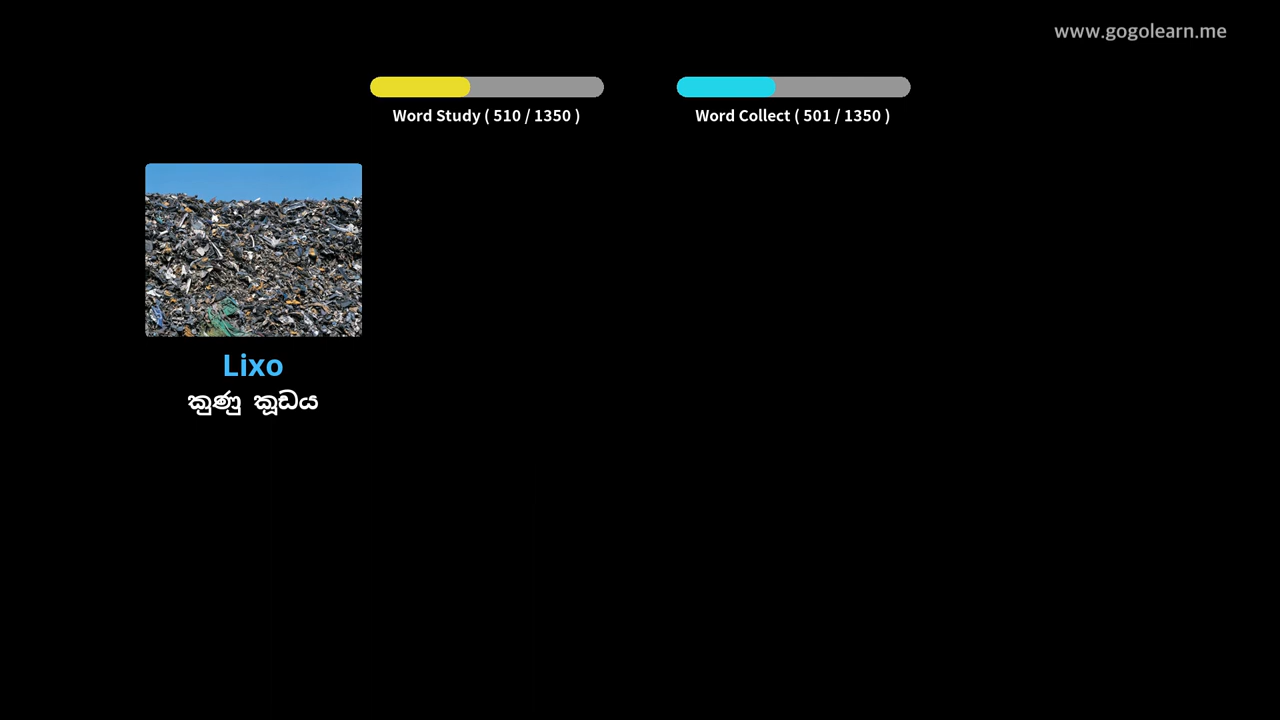 www.gogolearn.me
Word Study ( 510 / 1350 )
Word Collect ( 501 / 1350 )
Lixo
කුණු කූඩය